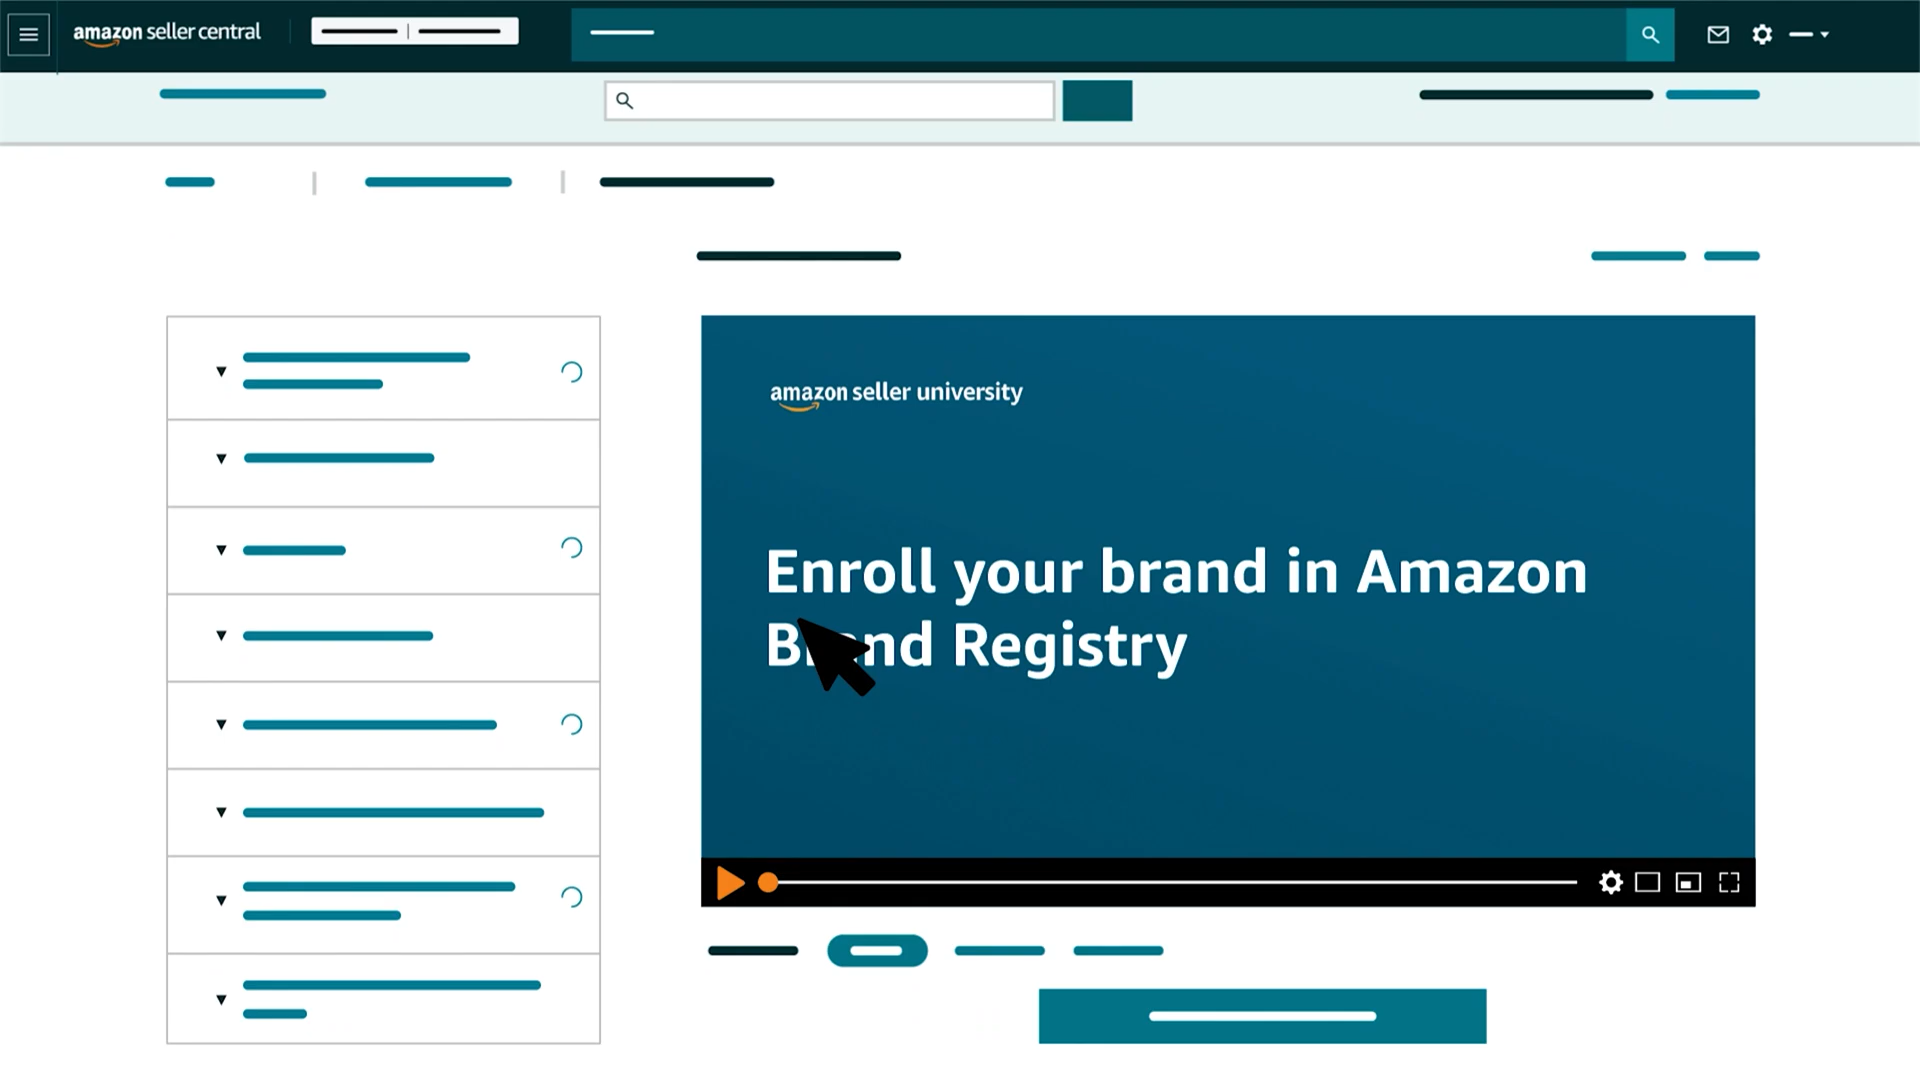 amazon seller central
amazon seller university
Enroll your brand in Amazon
Brand Registry